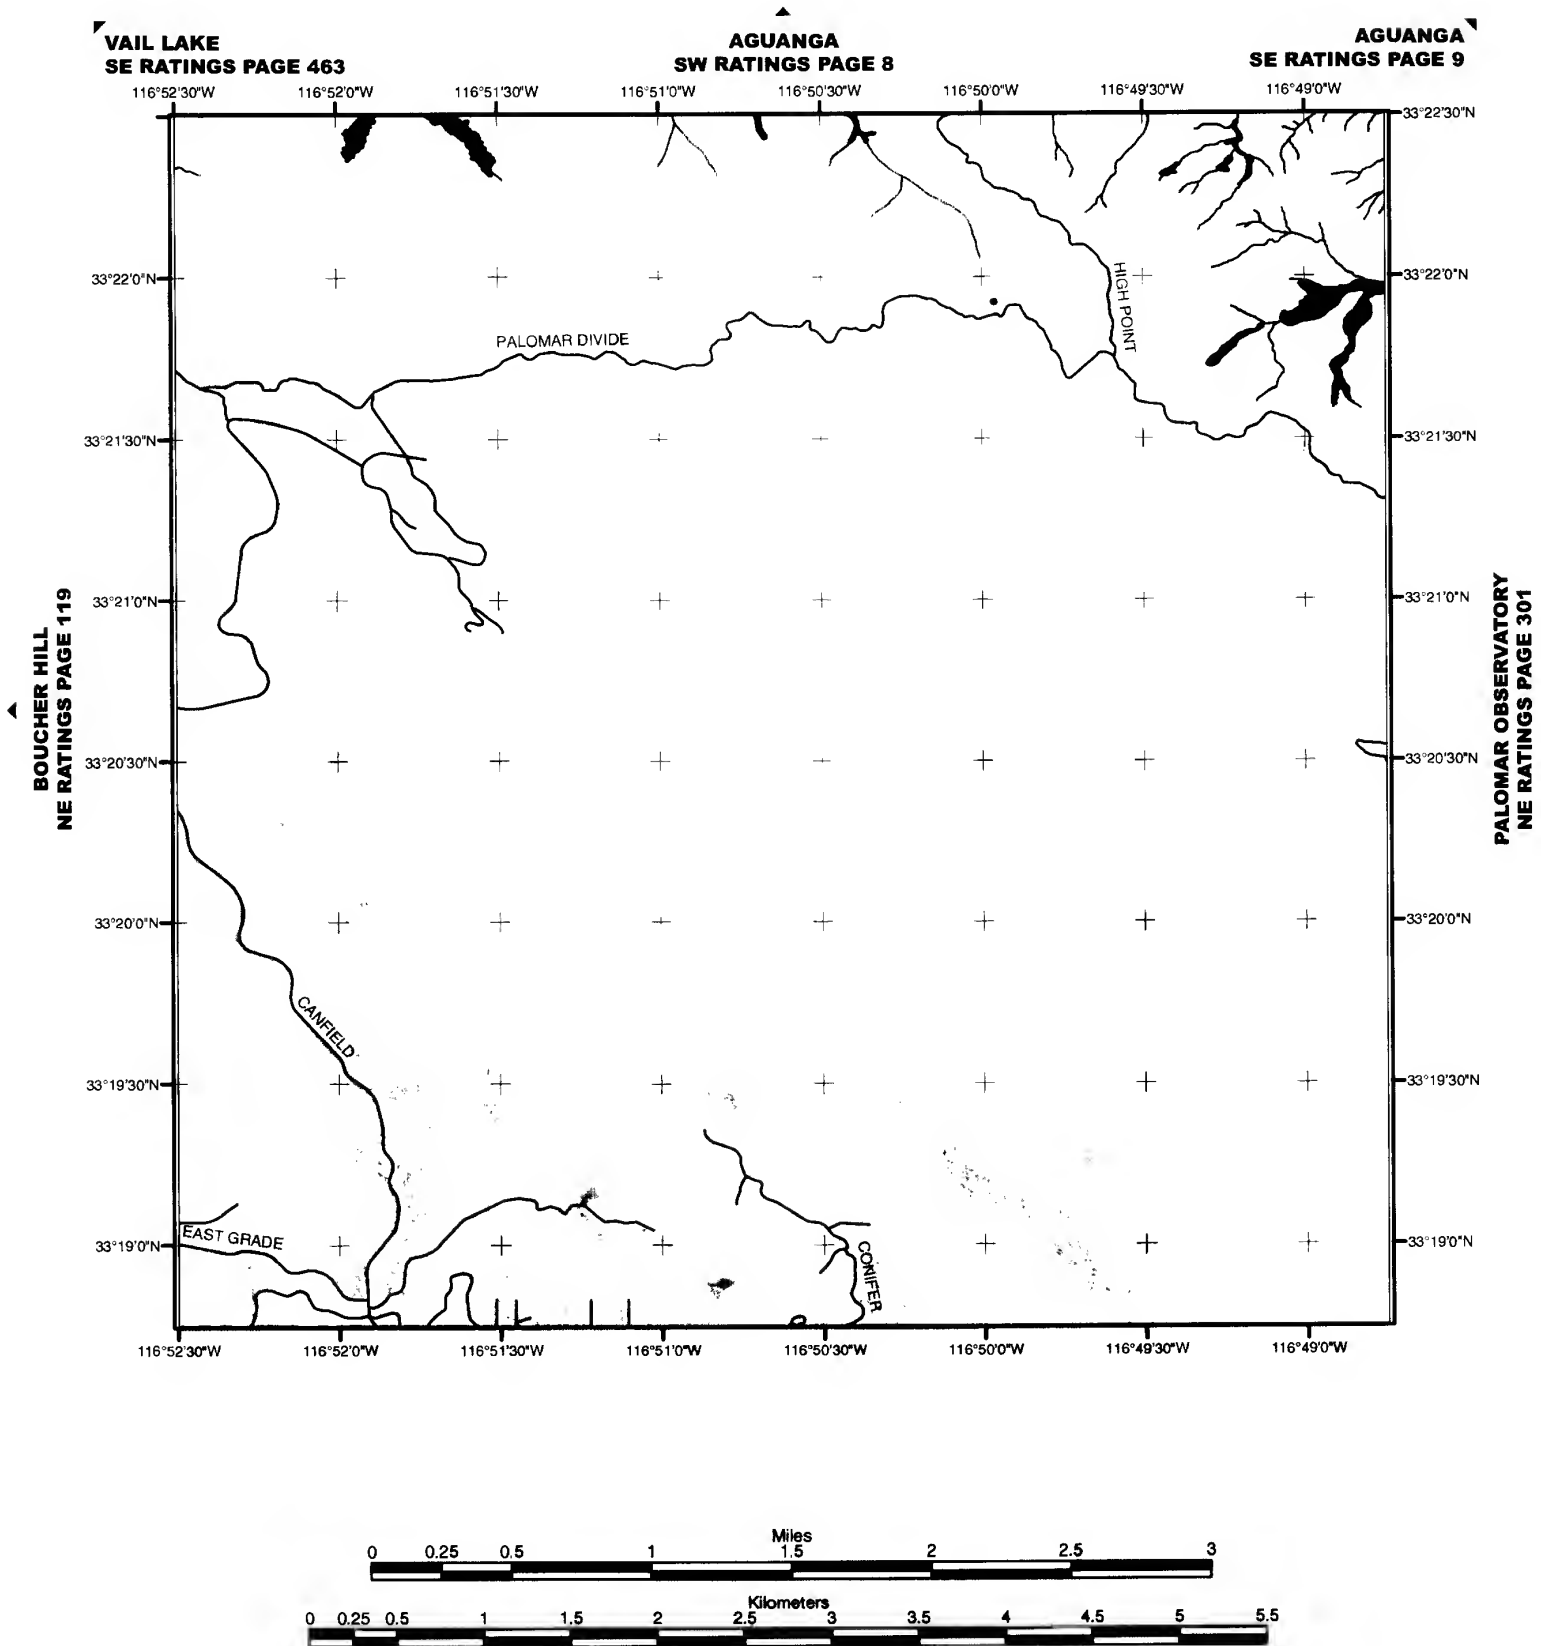 VAIL LAKE
SE RATINGS PAGE 463
AGUANGA
SW RATINGS PAGE 8
AGUANGA
SE RATINGS PAGE 9
116°52'30"W 116°52'0"W 116°51'30"W 116°51'0"W 116°50'30"W 116°50'0"W 116°49'30"W 116°49'0"W
33°22'30"N
33°22'0"N 33°22'0"N
HIGH POINT
PALOMAR DIVIDE
33°21'30"N 33°21'30"N
33°21'0"N 33°21'0"N
BOUCHER HILL
NE RATINGS PAGE 119
PALOMAR OBSERVATORY
NE RATINGS PAGE 301
33°20'30"N 33°20'30"N
33°20'0"N 33°20'0"N
CANFIELD
33°19'30"N 33°19'30"N
EAST GRADE
33°19'0"N 33°19'0"N
CONIFER
116°52'30"W 116°52'0"W 116°51'30"W 116°51'0"W 116°50'30"W 116°50'0"W 116°49'30"W 116°49'0"W
Miles
0 0.25 0.5 1 1.5 2 2.5 3
Kilometers
0 0.25 0.5 1 1.5 2 2.5 3 3.5 4 4.5 5 5.5